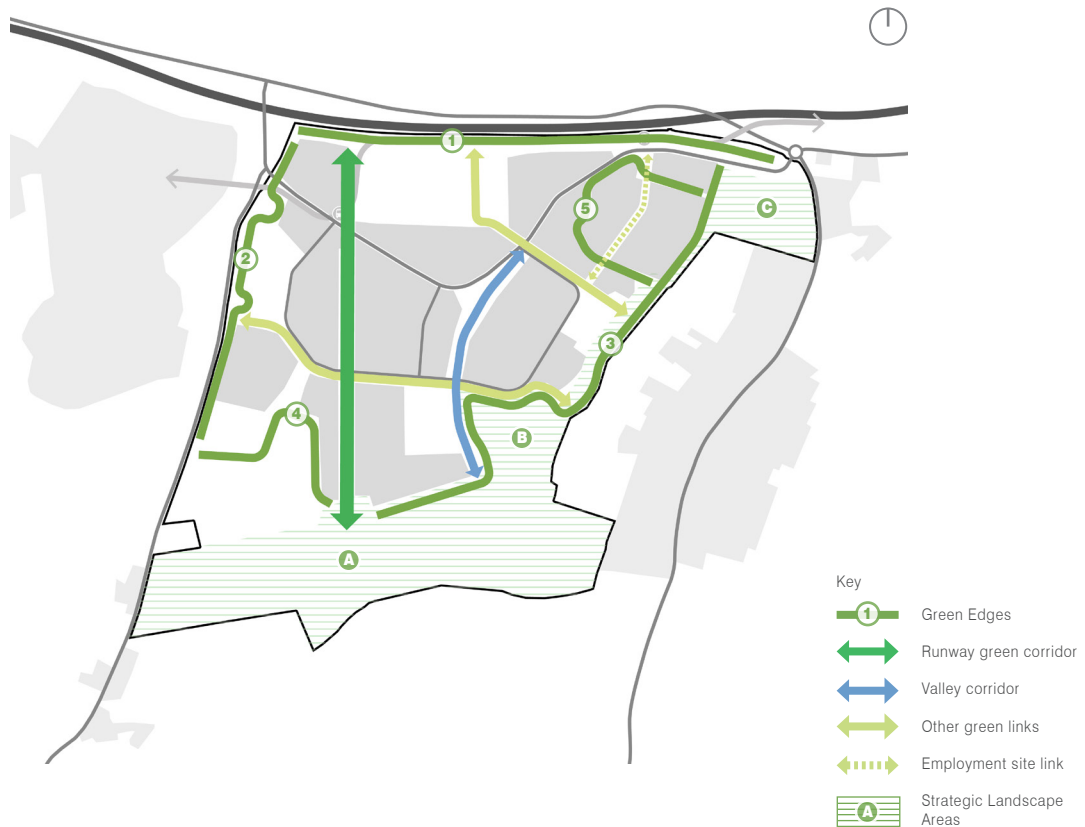 1
C
5
2
3
4
B
A
Key
1 Green Edges
Runway green corridor
Valley corridor
Other green links
Employment site link
A Strategic Landscape
Areas